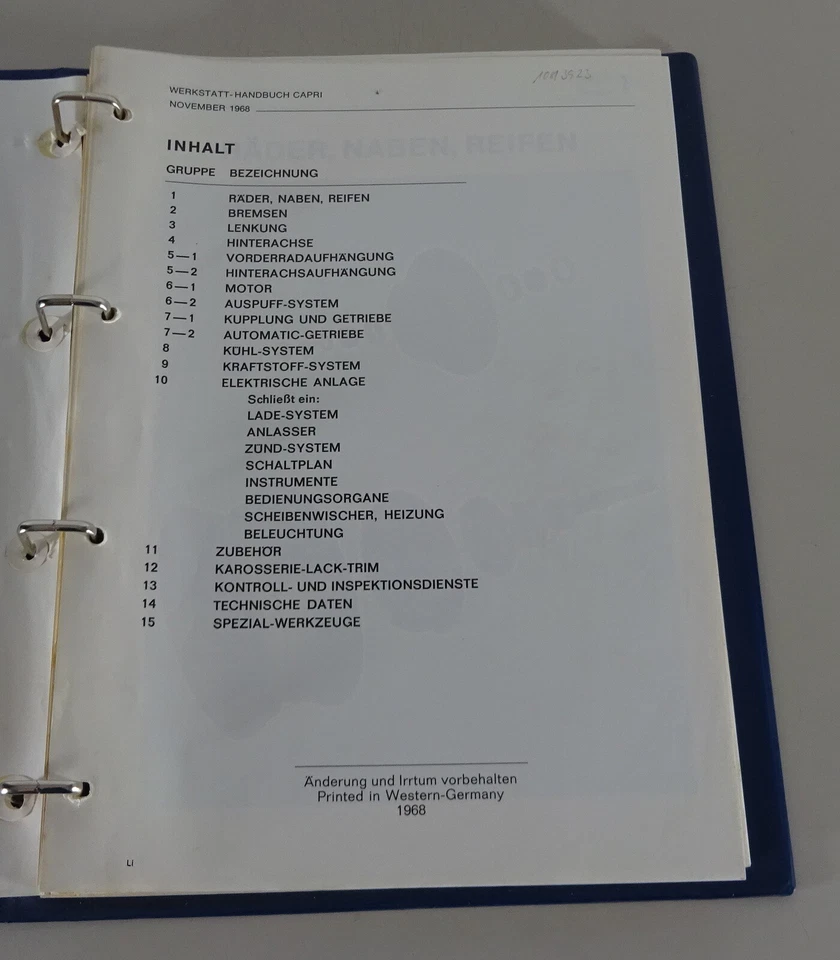 WERKSTATT-HANDBUCH CAPRI
NOVEMBER 1968
INHALT
GRUPPE BEZEICHNUNG
1 RÄDER, NABEN, REIFEN
2 BREMSEN
3 LENKUNG
4 HINTERACHSE
5—1 VORDERRADAUFHÄNGUNG
5—2 HINTERACHSAUFHÄNGUNG
6—1 MOTOR
6—2 AUSPUFF-SYSTEM
7—1 KUPPLUNG UND GETRIEBE
7—2 AUTOMATIC-GETRIEBE
8 KÜHL-SYSTEM
9 KRAFTSTOFF-SYSTEM
10 ELEKTRISCHE ANLAGE
Schließt ein:
LADE-SYSTEM
ANLASSER
ZÜND-SYSTEM
SCHALTPLAN
INSTRUMENTE
BEDIENUNGSORGANE
SCHEIBENWISCHER, HEIZUNG
BELEUCHTUNG
11 ZUBEHÖR
12 KAROSSERIE-LACK-TRIM
13 KONTROLL- UND INSPEKTIONSDIENSTE
14 TECHNISCHE DATEN
15 SPEZIAL-WERKZEUGE
Änderung und Irrtum vorbehalten
Printed in Western-Germany
1968
LI